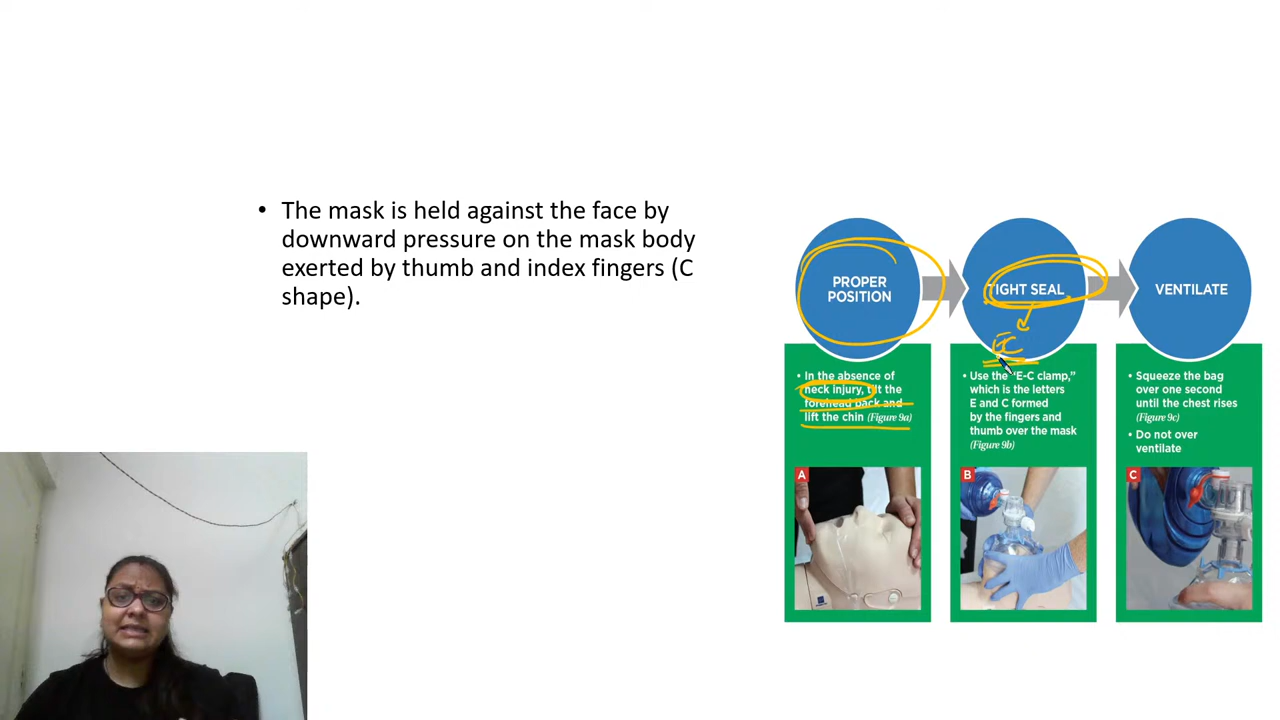 • The mask is held against the face by
downward pressure on the mask body
exerted by thumb and index fingers (C
shape).
PROPER
POSITION
TIGHT SEAL
EC
VENTILATE
• In the absence of
neck injury, tilt the
forehead back and
lift the chin (Figure 9a)
• Use the “E-C clamp,”
which is the letters
E and C formed
by the fingers and
thumb over the mask
(Figure 9b)
• Squeeze the bag
over one second
until the chest rises
(Figure 9c)
• Do not over
ventilate
A
B
C